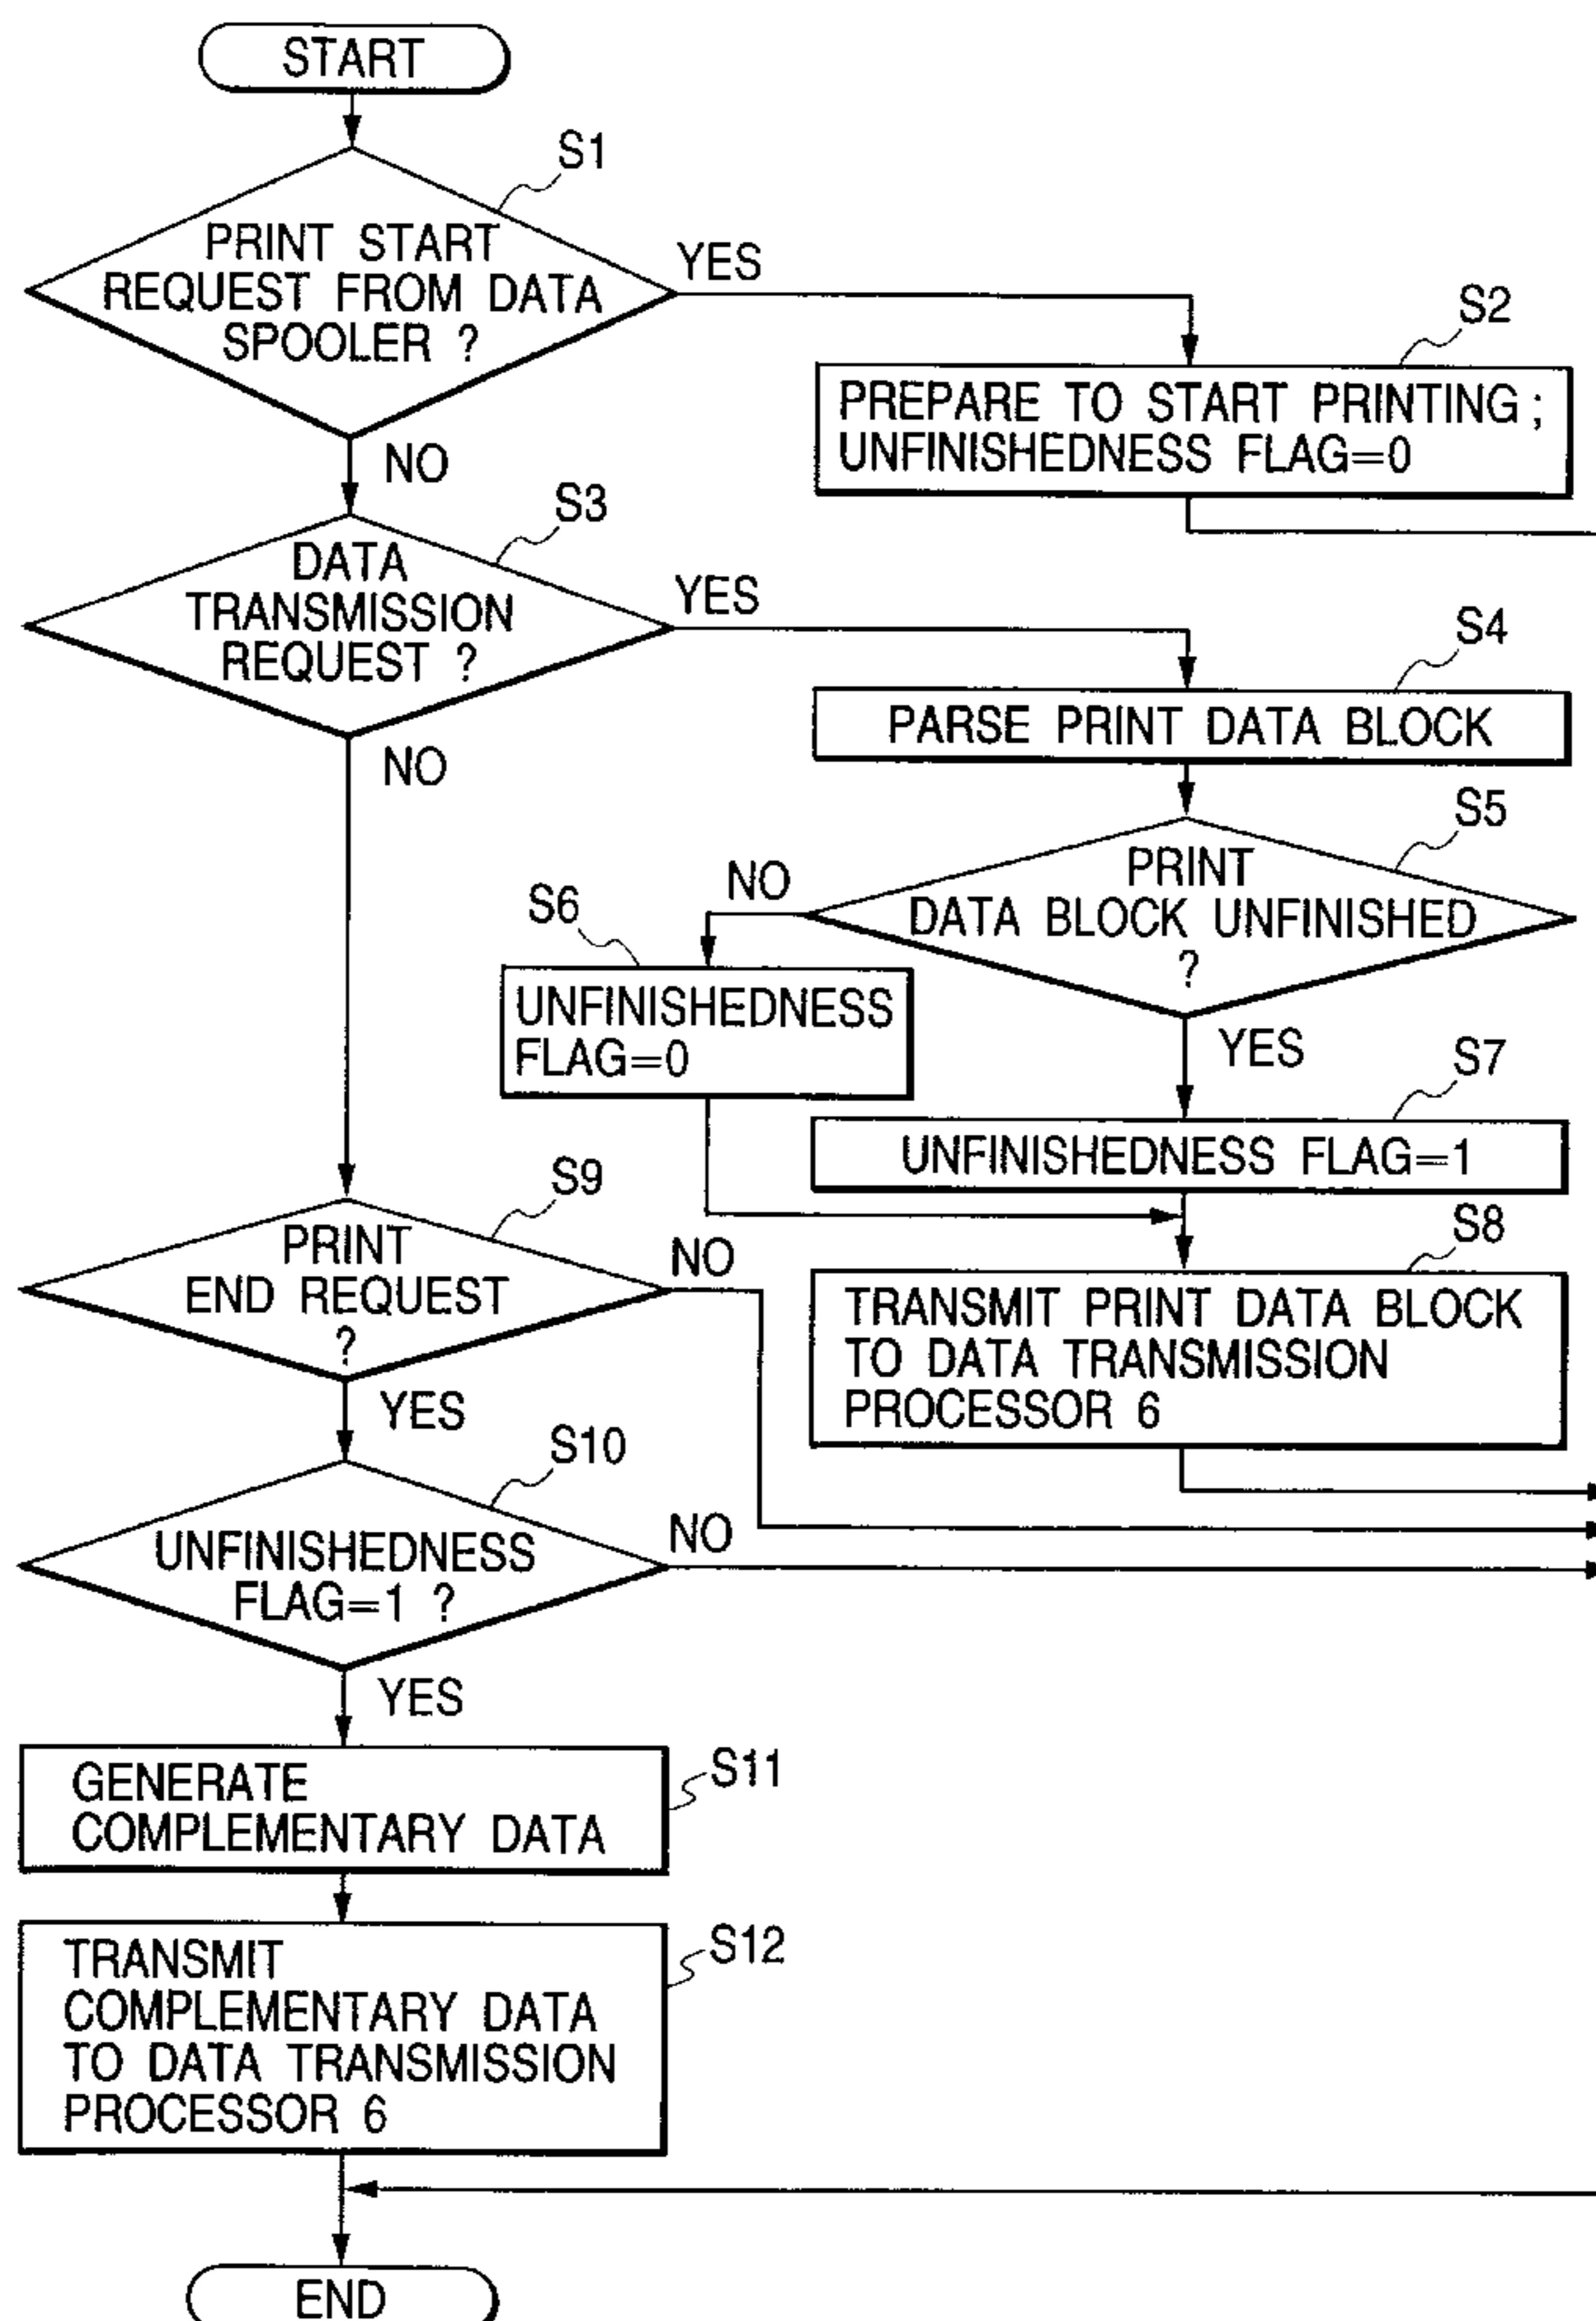 START
S1
PRINT START
REQUEST FROM DATA
SPOOLER ?
YES
NO
S2
PREPARE TO START PRINTING ;
UNFINISHEDNESS FLAG=0
S3
DATA
TRANSMISSION
REQUEST ?
YES
NO
S4
PARSE PRINT DATA BLOCK
S5
PRINT
DATA BLOCK UNFINISHED
?
NO
YES
S6
UNFINISHEDNESS
FLAG=0
S7
UNFINISHEDNESS FLAG=1
S8
TRANSMIT PRINT DATA BLOCK
TO DATA TRANSMISSION
PROCESSOR 6
S9
PRINT
END REQUEST
?
NO
YES
S10
UNFINISHEDNESS
FLAG=1 ?
NO
YES
S11
GENERATE
COMPLEMENTARY DATA
S12
TRANSMIT
COMPLEMENTARY DATA
TO DATA TRANSMISSION
PROCESSOR 6
END